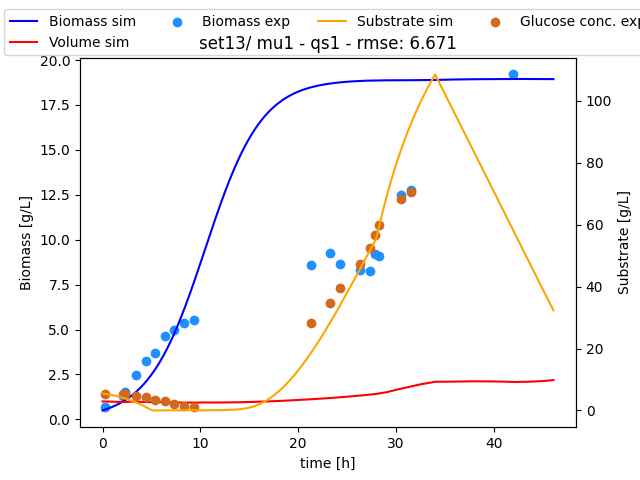 Biomass sim
Biomass exp
Substrate sim
Glucose conc. exp
Volume sim
set13/ mu1 - qs1 - rmse: 6.671
20.0
17.5
15.0
12.5
10.0
7.5
5.0
2.5
0.0
Biomass [g/L]
100
80
60
40
20
0
Substrate [g/L]
0
10
20
30
40
time [h]